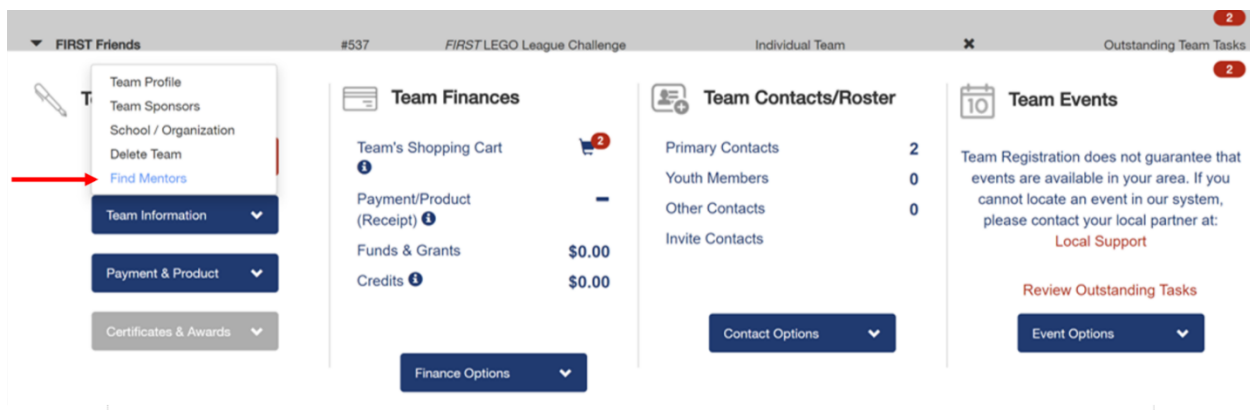 2
FIRST Friends #537 FIRST LEGO League Challenge Individual Team Outstanding Team Tasks
2
T
Team Profile
Team Sponsors
School / Organization
Delete Team
Find Mentors
Team Information
Payment & Product
Certificates & Awards
Team Finances
Team's Shopping Cart 2
Payment/Product
(Receipt)
Funds & Grants $0.00
Credits $0.00
Finance Options
Team Contacts/Roster
Primary Contacts 2
Youth Members 0
Other Contacts 0
Invite Contacts
Contact Options
10 Team Events
Team Registration does not guarantee that
events are available in your area. If you
cannot locate an event in our system,
please contact your local partner at:
Local Support
Review Outstanding Tasks
Event Options